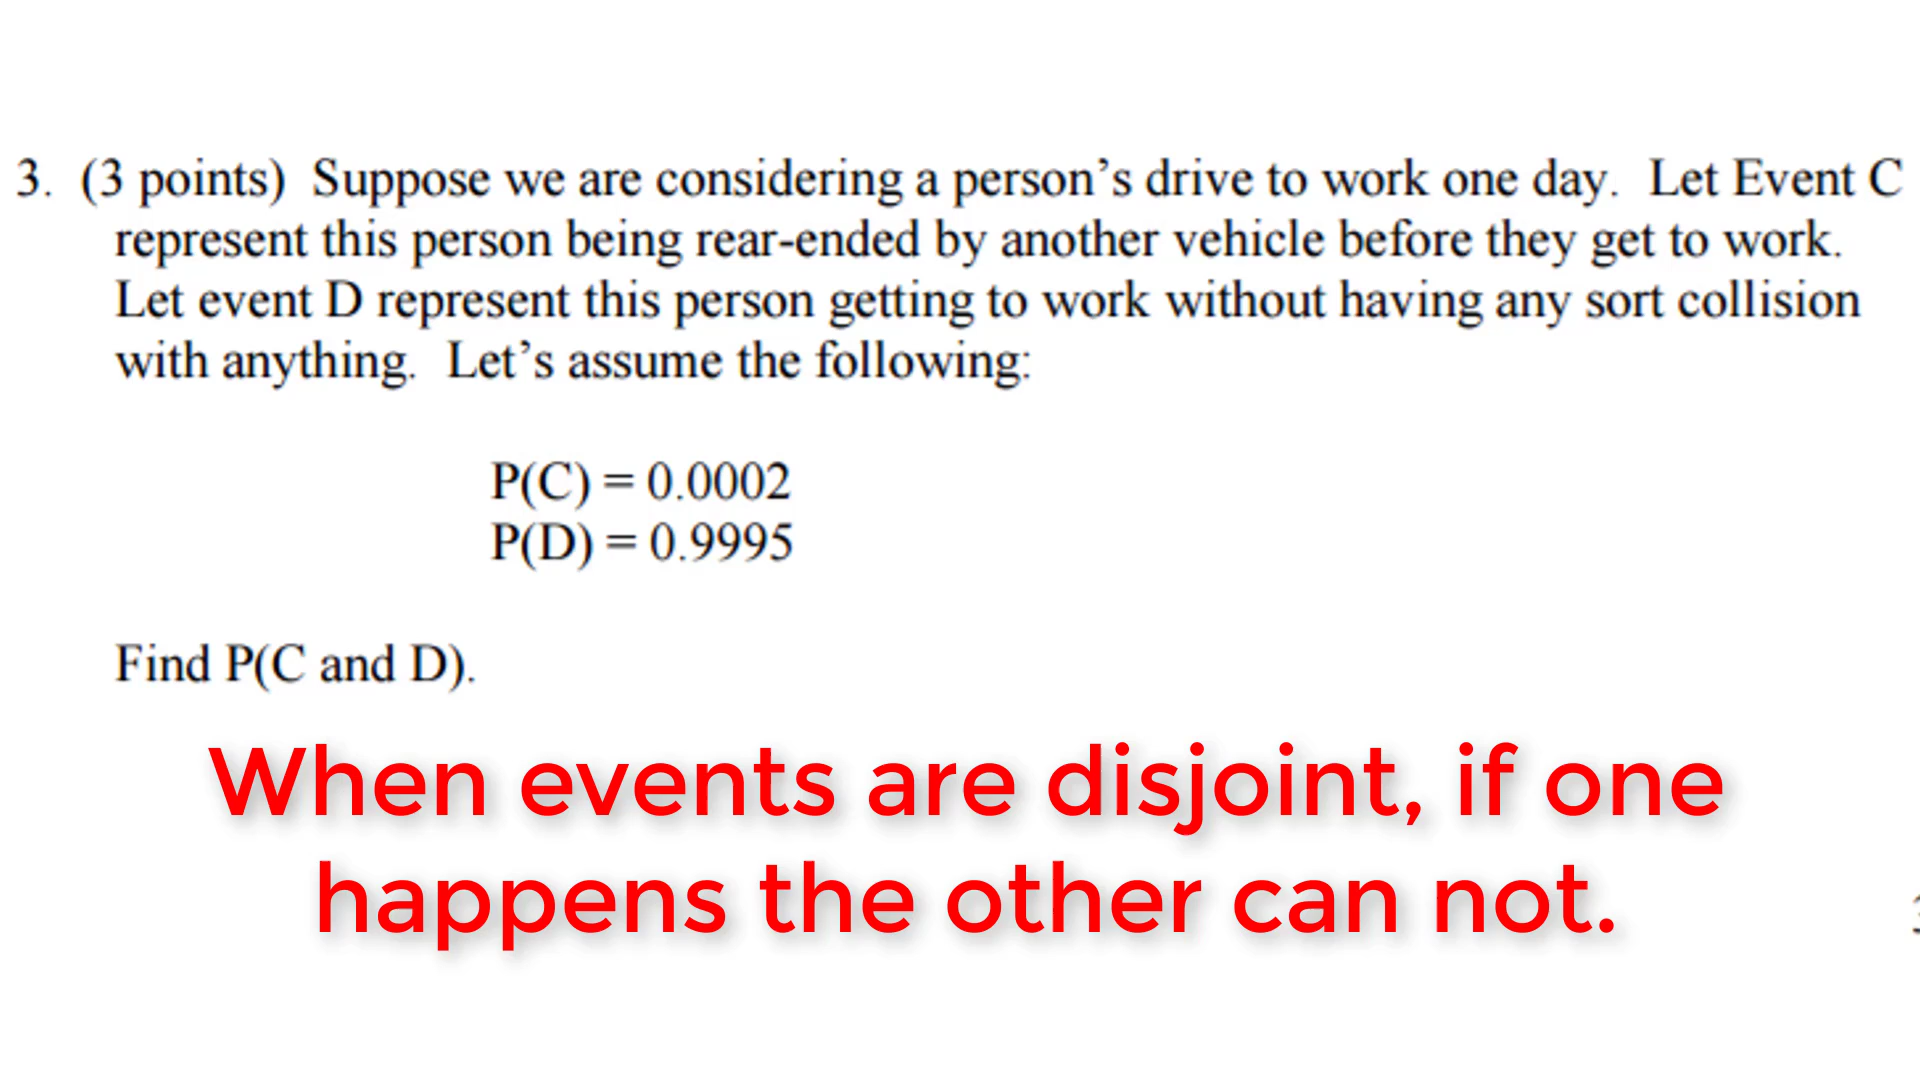 3. (3 points) Suppose we are considering a person’s drive to work one day. Let Event C
represent this person being rear-ended by another vehicle before they get to work.
Let event D represent this person getting to work without having any sort collision
with anything. Let’s assume the following:
P(C) = 0.0002
P(D) = 0.9995
Find P(C and D).
When events are disjoint, if one
happens the other can not.